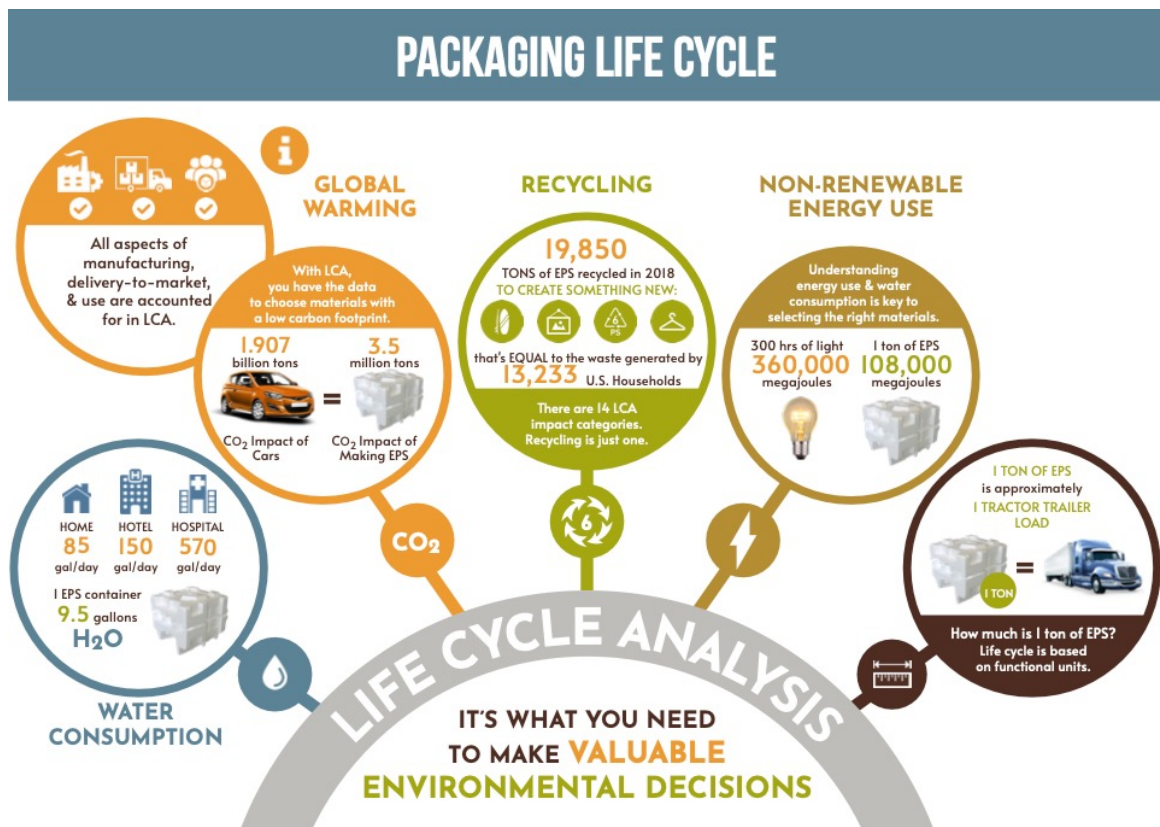 PACKAGING LIFE CYCLE
All aspects of
manufacturing,
delivery-to-market,
& use are accounted
for in LCA.
i
GLOBAL
WARMING
With LCA,
you have the data
to choose materials with
a low carbon footprint.
1.907
billion tons
3.5
million tons
=
CO₂ Impact of
Cars
CO₂ Impact of
Making EPS
CO₂
RECYCLING
19,850
TONS of EPS recycled in 2018
TO CREATE SOMETHING NEW:
6
PS
that's EQUAL to the waste generated by
13,233 U.S. Households
There are 14 LCA
impact categories.
Recycling is just one.
6
NON-RENEWABLE
ENERGY USE
Understanding
energy use & water
consumption is key to
selecting the right materials.
300 hrs of light
360,000
megajoules
1 ton of EPS
108,000
megajoules
HOME
85
gal/day
H
HOTEL
150
gal/day
HOSPITAL
570
gal/day
1 EPS container
9.5 gallons
H₂O
WATER
CONSUMPTION
1 TON OF EPS
is approximately
1 TRACTOR TRAILER
LOAD
=
1 TON
How much is 1 ton of EPS?
Life cycle is based
on functional units.
LIFE CYCLE ANALYSIS
IT'S WHAT YOU NEED
TO MAKE VALUABLE
ENVIRONMENTAL DECISIONS